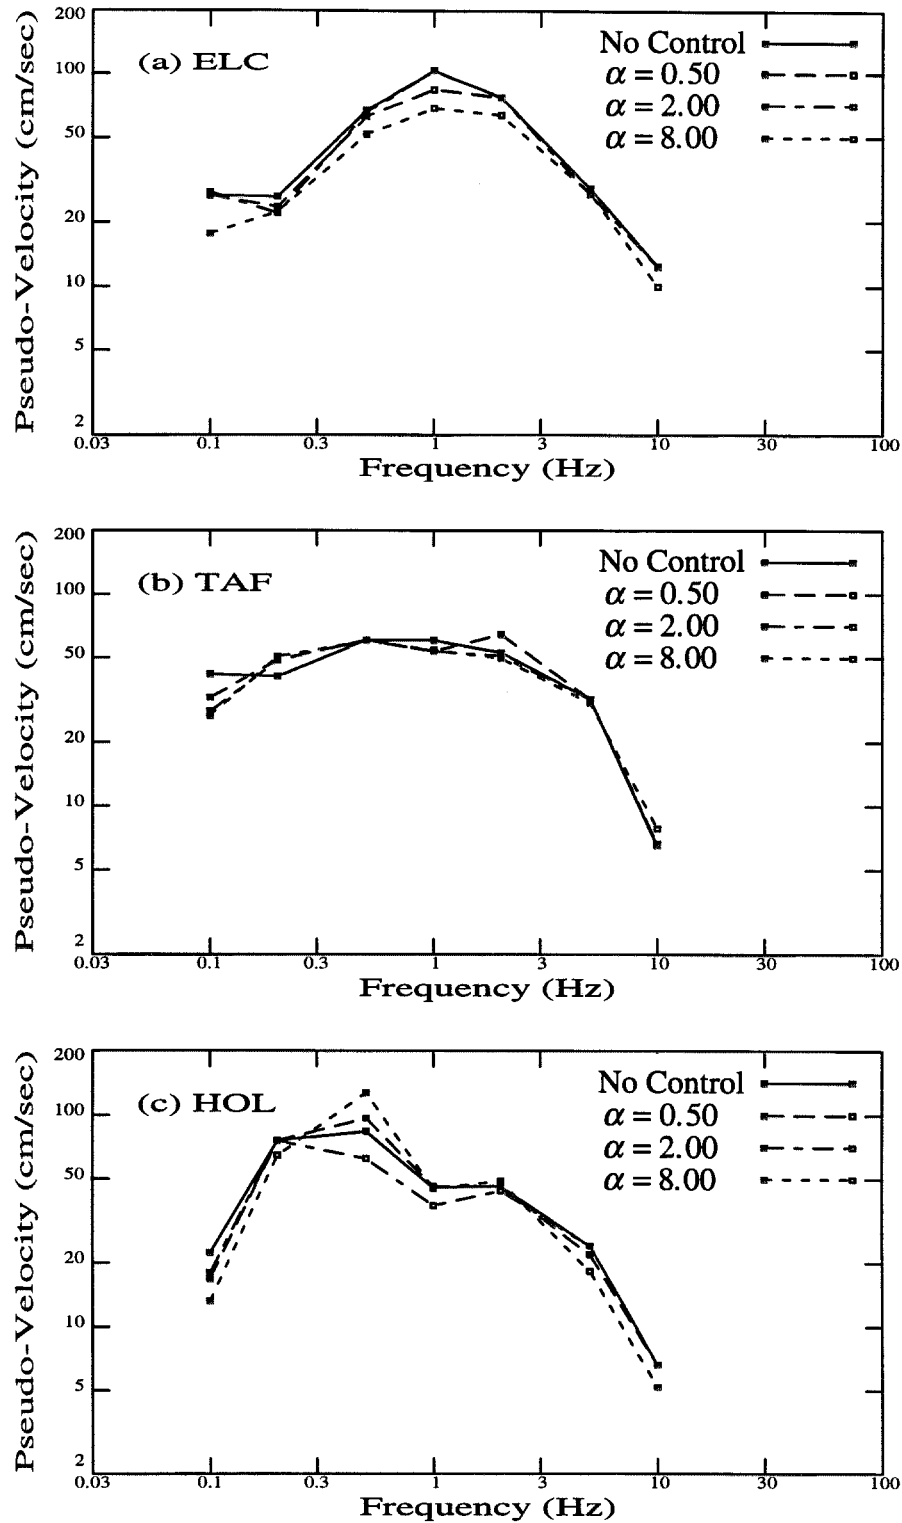 200
(a) ELC
No Control
α = 0.50
α = 2.00
α = 8.00
100
50
20
10
5
2
Pseudo-Velocity (cm/sec)
0.03 0.1 0.3 1 3 10 30 100
Frequency (Hz)
200
(b) TAF
No Control
α = 0.50
α = 2.00
α = 8.00
100
50
20
10
5
2
Pseudo-Velocity (cm/sec)
0.03 0.1 0.3 1 3 10 30 100
Frequency (Hz)
200
(c) HOL
No Control
α = 0.50
α = 2.00
α = 8.00
100
50
20
10
5
2
Pseudo-Velocity (cm/sec)
0.03 0.1 0.3 1 3 10 30 100
Frequency (Hz)